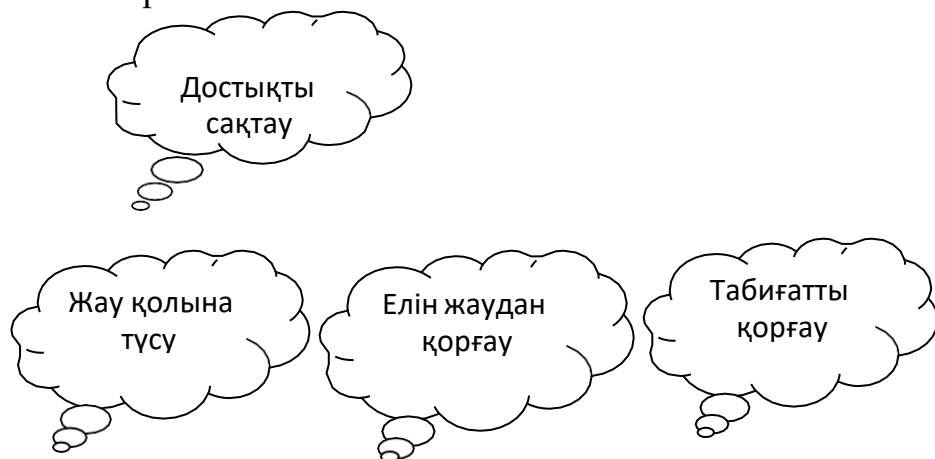 Достықты
сақтау
Жау қолына
түсу
Елін жаудан
қорғау
Табиғатты
қорғау